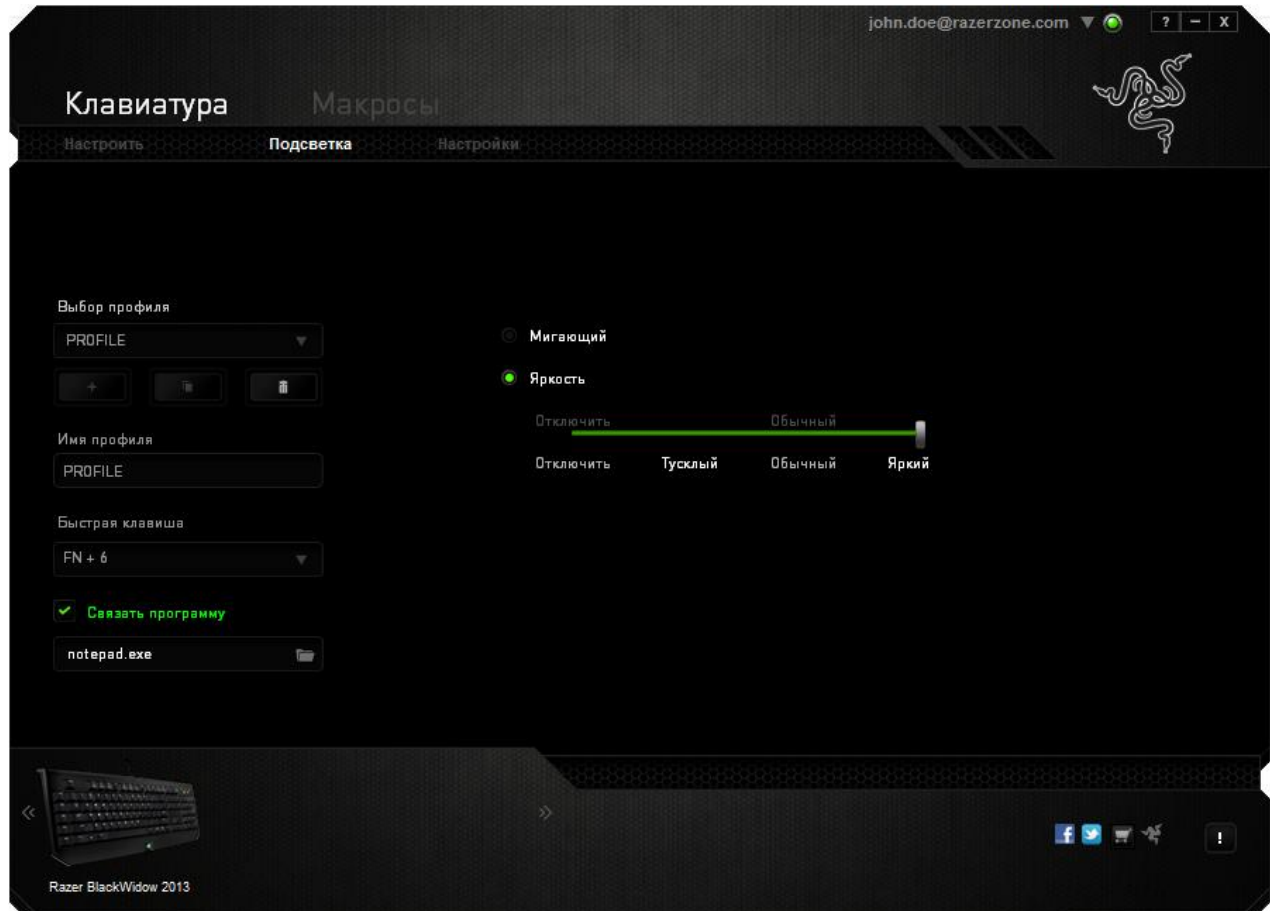 john.doe@razerzone.com ? – X
Клавиатура Макросы
Настроить Подсветка Настройки
Выбор профиля
PROFILE
Мигающий
Яркость
Отключить Обычный
Имя профиля
Отключить Тусклый Обычный Яркий
PROFILE
Быстрая клавиша
FN + 6
Связать программу
notepad.exe
Razer BlackWidow 2013